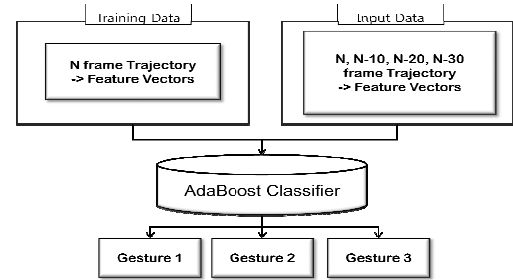 Training Data
N frame Trajectory
-> Feature Vectors
Input Data
N, N-10, N-20, N-30
frame Trajectory
-> Feature Vectors
AdaBoost Classifier
Gesture 1
Gesture 2
Gesture 3